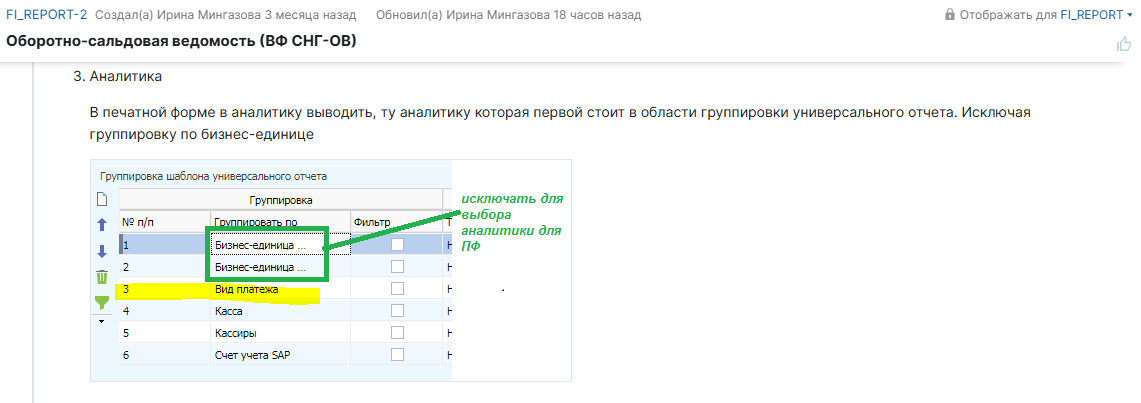 FI_REPORT-2 Создал(а) Ирина Мингазова 3 месяца назад Обновил(а) Ирина Мингазова 18 часов назад Отображать для FI_REPORT
Оборотно-сальдовая ведомость (ВФ СНГ-ОВ)
3. Аналитика
В печатной форме в аналитику выводить, ту аналитику которая первой стоит в области группировки универсального отчета. Исключая
группировку по бизнес-единице
Группировка шаблона универсального отчета
Группировка
№ п/п Группировать по Фильтр
1 Бизнес-единица ...
2 Бизнес-единица ...
3 Вид платежа
4 Касса
5 Кассиры
6 Счет учета SAP
исключать для
выбора
аналитики для
ПФ